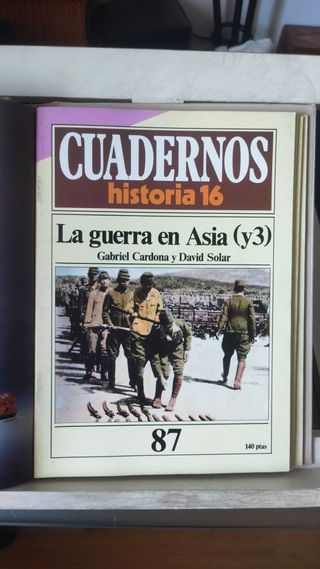 CUADERNOS
historia 16
La guerra en Asia (y3)
Gabriel Cardona y David Solar
87
140 ptas